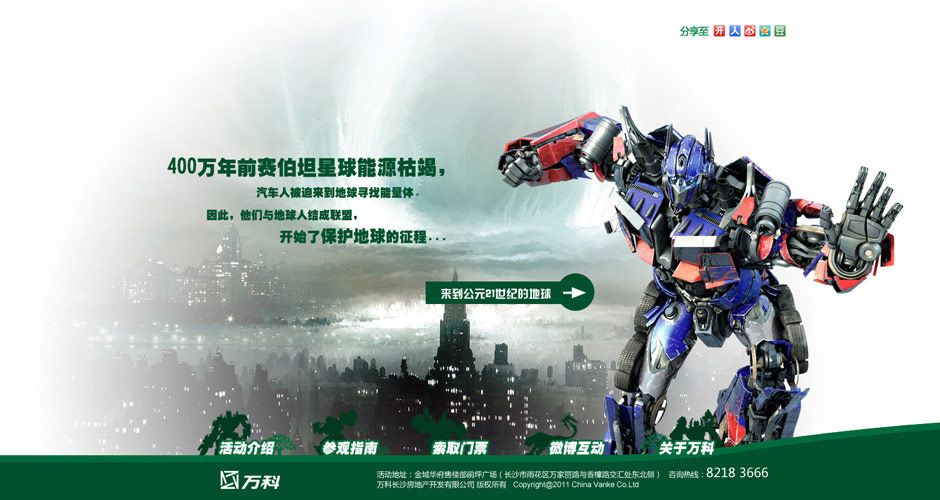 分享至 开 人 豆
400万年前赛伯坦星球能源枯竭，
汽车人被迫来到地球寻找能量体。
因此，他们与地球人结成联盟，
开始了保护地球的征程...
来到公元21世纪的地球
活动介绍 参观指南 索取门票 微博互动 关于万科
万科
活动地址：金域华府售楼部前坪广场（长沙市雨花区万家丽路与香樟路交汇处东北侧） 咨询热线：8218 3666
万科长沙房地产开发有限公司 版权所有 Copyright@2011 China Vanke Co.Ltd